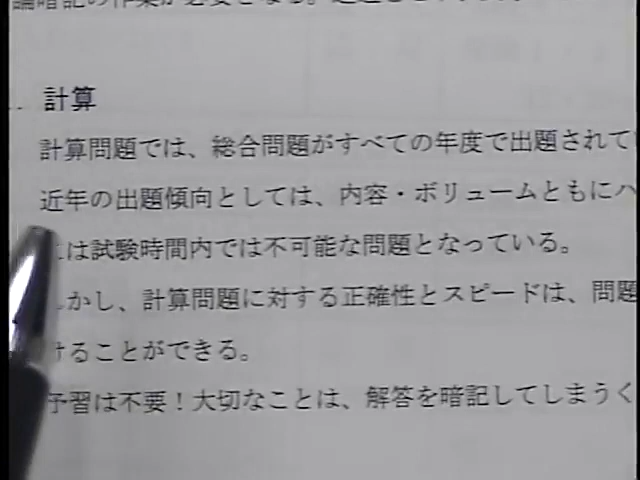 計算
計算問題では、総合問題がすべての年度で出題されて
近年の出題傾向としては、内容・ボリュームともにハ
には試験時間内では不可能な問題となっている。
しかし、計算問題に対する正確性とスピードは、問題
けることができる。
予習は不要！大切なことは、解答を暗記してしまうく